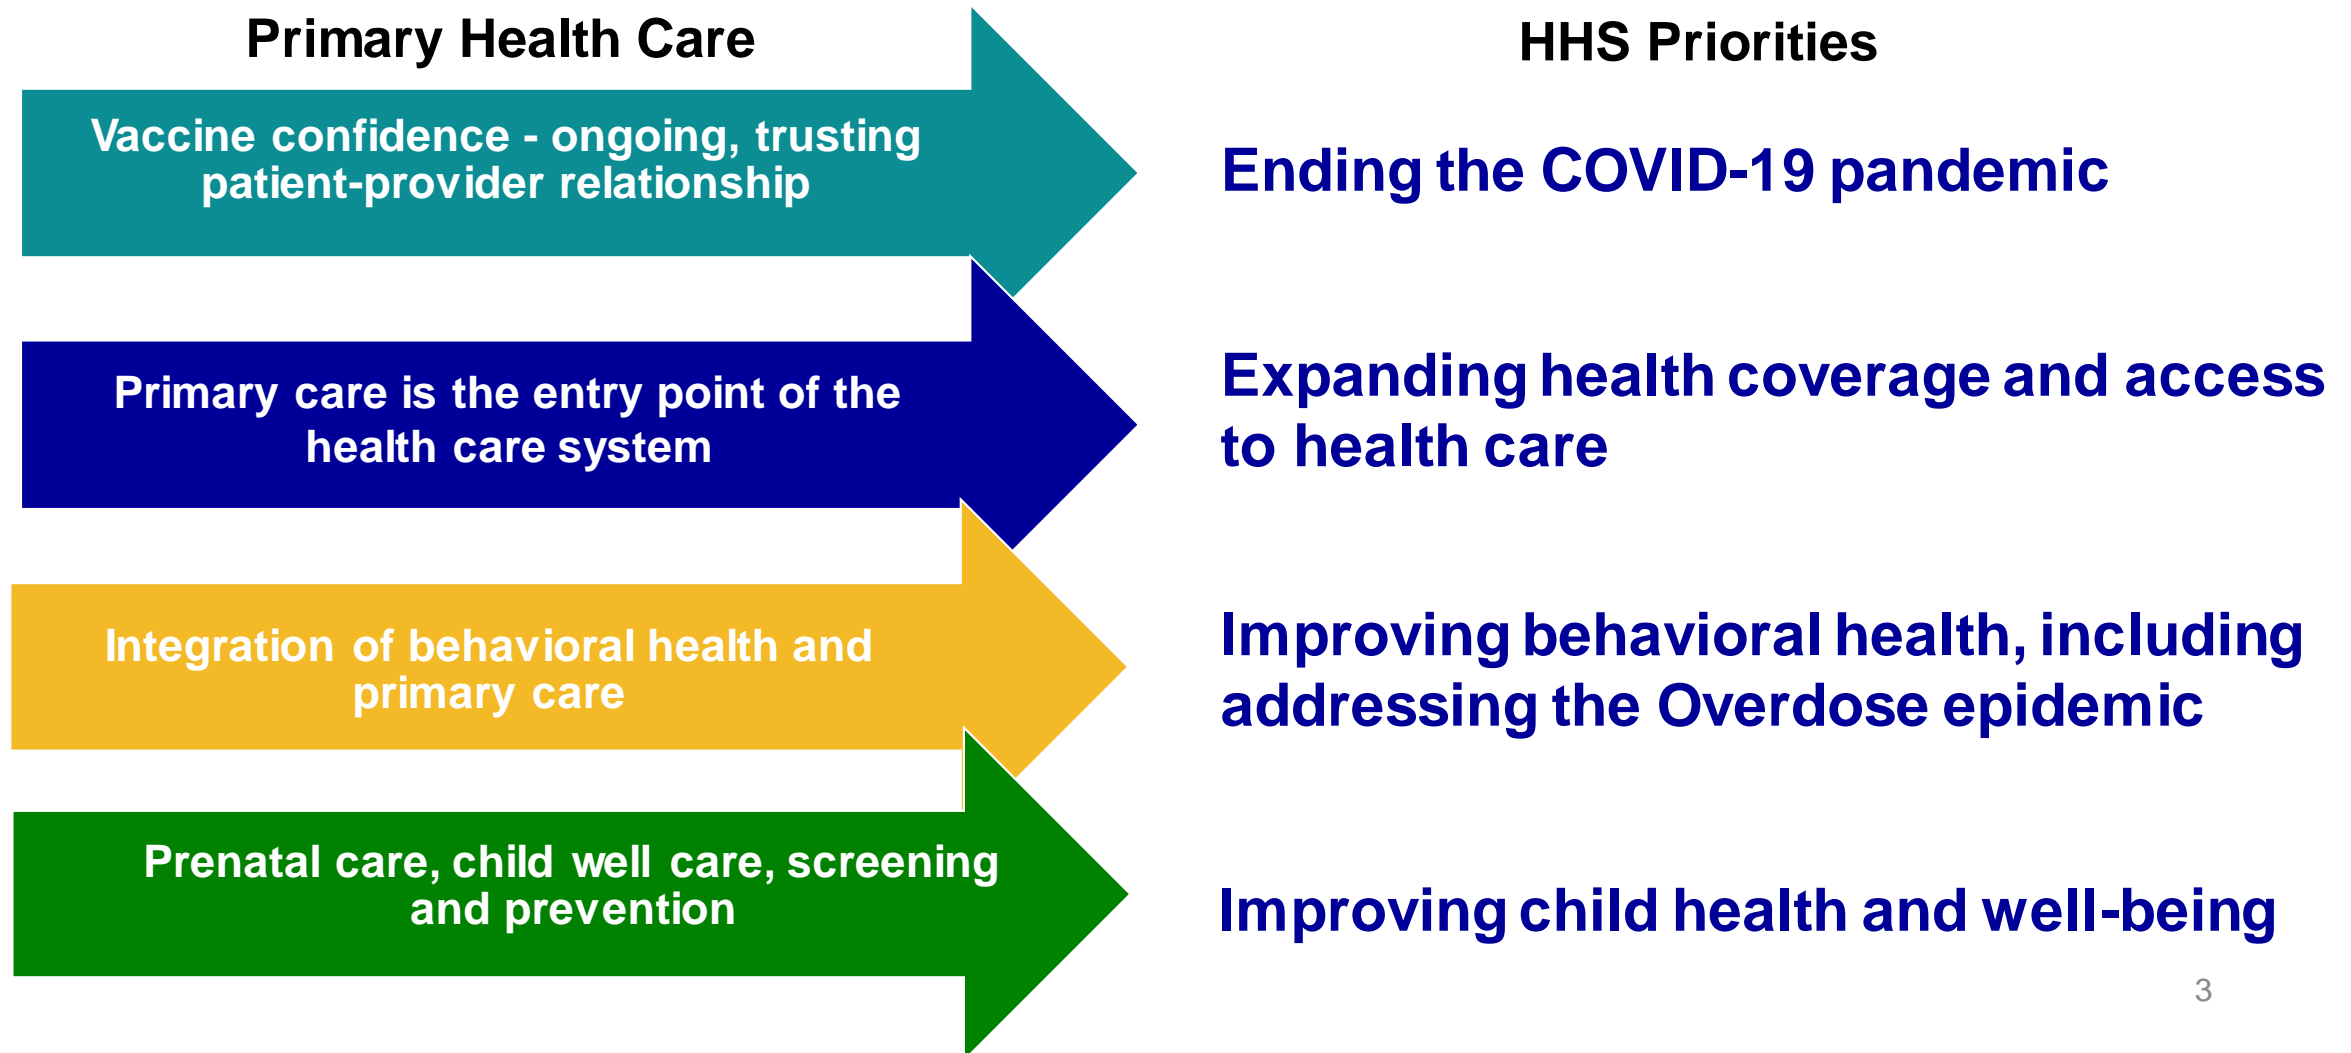 Primary Health Care
HHS Priorities
Vaccine confidence - ongoing, trusting
patient-provider relationship
Ending the COVID-19 pandemic
Primary care is the entry point of the
health care system
Expanding health coverage and access
to health care
Integration of behavioral health and
primary care
Improving behavioral health, including
addressing the Overdose epidemic
Prenatal care, child well care, screening
and prevention
Improving child health and well-being
3